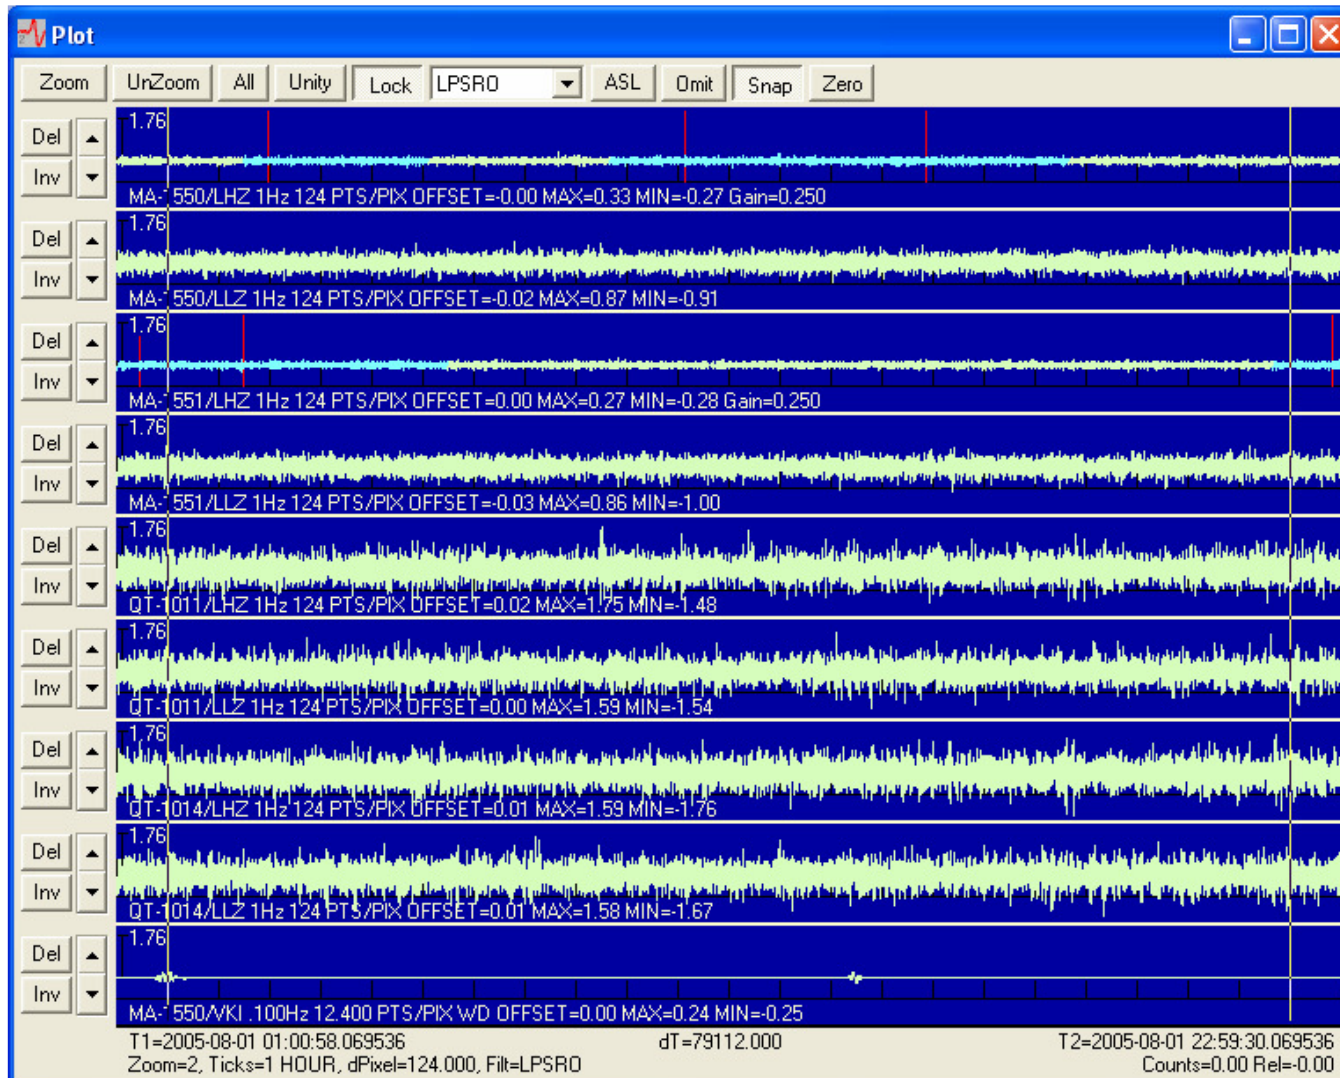 Plot
Zoom UnZoom All Unity Lock LPSRO ASL Omit Snap Zero
Del
Inv
1.76
MA-1550/LHZ 1Hz 124 PTS/PIX OFFSET=-0.00 MAX=0.33 MIN=-0.27 Gain=0.250
Del
Inv
1.76
MA-1550/LLZ 1Hz 124 PTS/PIX OFFSET=-0.02 MAX=0.87 MIN=-0.91
Del
Inv
1.76
MA-1551/LHZ 1Hz 124 PTS/PIX OFFSET=0.00 MAX=0.27 MIN=-0.28 Gain=0.250
Del
Inv
1.76
MA-1551/LLZ 1Hz 124 PTS/PIX OFFSET=-0.03 MAX=0.86 MIN=-1.00
Del
Inv
1.76
QT-1011/LHZ 1Hz 124 PTS/PIX OFFSET=0.02 MAX=1.75 MIN=-1.48
Del
Inv
1.76
QT-1011/LLZ 1Hz 124 PTS/PIX OFFSET=0.00 MAX=1.59 MIN=-1.54
Del
Inv
1.76
QT-1014/LHZ 1Hz 124 PTS/PIX OFFSET=0.01 MAX=1.59 MIN=-1.76
Del
Inv
1.76
QT-1014/LLZ 1Hz 124 PTS/PIX OFFSET=0.01 MAX=1.58 MIN=-1.67
Del
Inv
1.76
MA-1550/VKI .100Hz 12.400 PTS/PIX WD OFFSET=0.00 MAX=0.24 MIN=-0.25
T1=2005-08-01 01:00:58.069536 dT=79112.000 T2=2005-08-01 22:59:30.069536
Zoom=2, Ticks=1 HOUR, dPixel=124.000, Filt=LPSRO Counts=0.00 Rel=-0.00